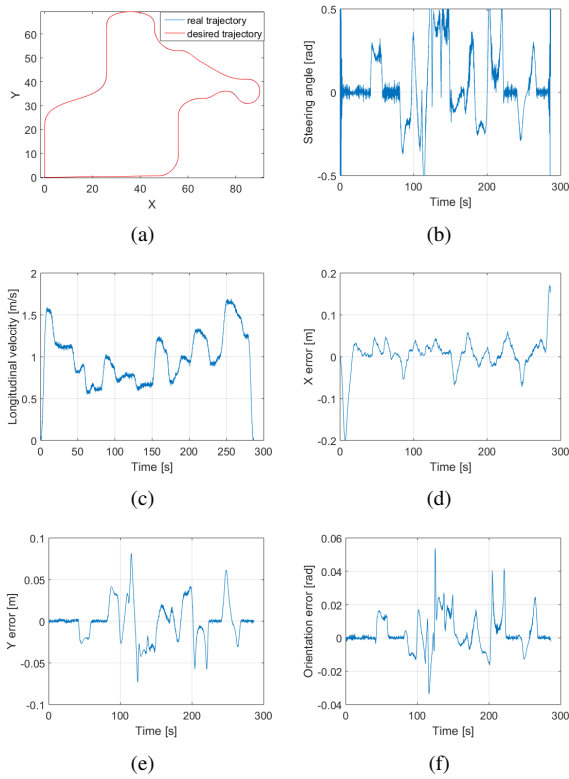 real trajectory
desired trajectory
70
60
50
40
30
20
10
0
Y
0 20 40 60 80
X
(a)
0.5
0
-0.5
Steering angle [rad]
0 100 200 300
Time [s]
(b)
2
1.5
1
0.5
0
Longitudinal velocity [m/s]
0 50 100 150 200 250 300
Time [s]
(c)
0.2
0.1
0
-0.1
-0.2
X error [m]
0 100 200 300
Time [s]
(d)
0.1
0.05
0
-0.05
-0.1
Y error [m]
0 100 200 300
Time [s]
(e)
0.06
0.04
0.02
0
-0.02
-0.04
Orientation error [rad]
0 100 200 300
Time [s]
(f)